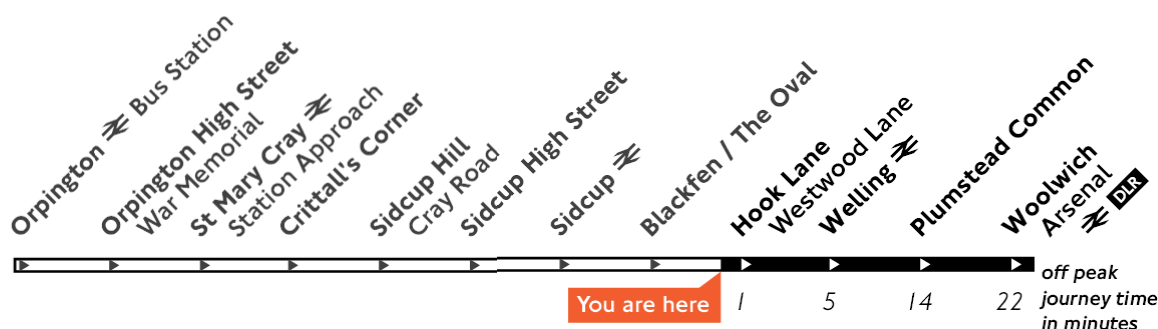 Orpington Bus Station
Orpington High Street
War Memorial
St Mary Cray
Station Approach
Crittall's Corner
Sidcup Hill
Cray Road
Sidcup High Street
Sidcup
Blackfen / The Oval
Hook Lane
Westwood Lane
Welling
Plumstead Common
Woolwich
Arsenal
DLR
You are here
1 5 14 22
off peak
journey time
in minutes